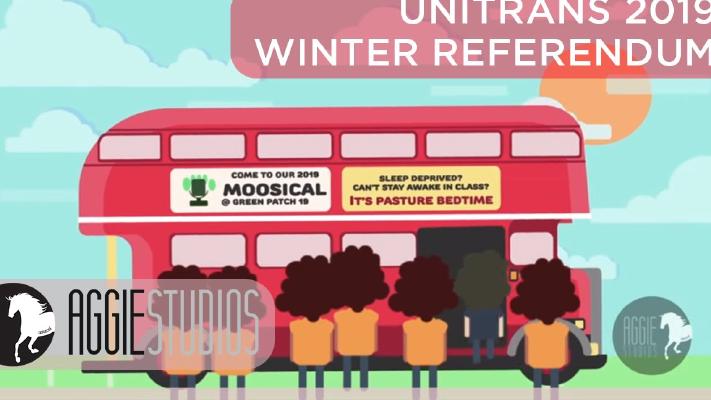 UNITRANS 2019
WINTER REFERENDUM
COME TO OUR 2019
MOOSICAL
@ GREEN PATCH 19
SLEEP DEPRIVED?
CAN'T STAY AWAKE IN CLASS?
IT'S PASTURE BEDTIME
AGGIESTUDIOS
AGGIE
STUDIOS